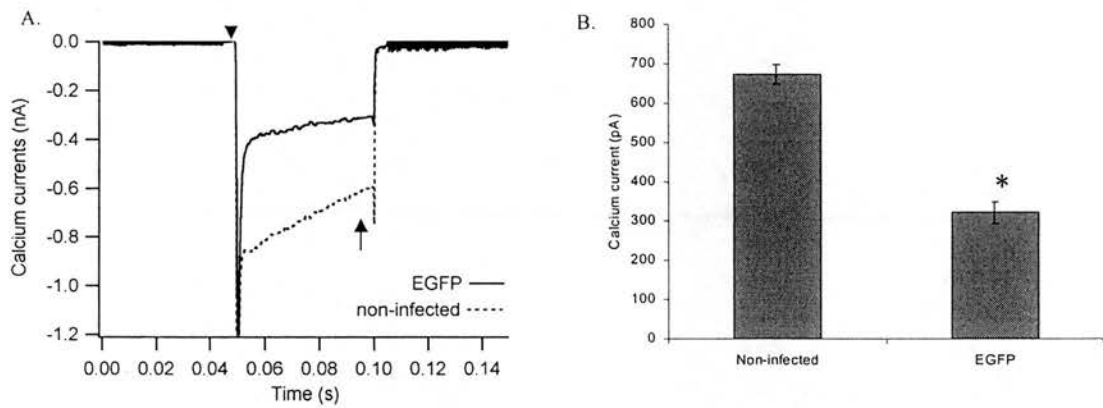 A.
Calcium currents (nA)
0.0
-0.2
-0.4
-0.6
-0.8
-1.0
-1.2
EGFP
non-infected
0.00 0.02 0.04 0.06 0.08 0.10 0.12 0.14
Time (s)
B.
Calcium current (pA)
800
700
600
500
400
300
200
100
0
*
Non-infected EGFP